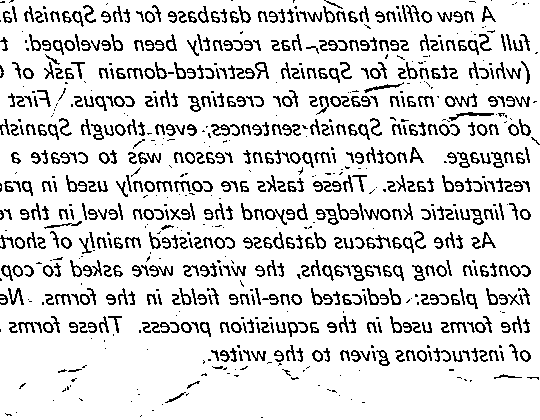 A new offline handwritten database for the Spanish la
full Spanish sentences, has recently been developed: t
(which stands for Spanish Restricted-domain Task of
were two main reasons for creating this corpus. First
do not contain Spanish sentences, even though Spanish
language. Another important reason was to create a
restricted tasks. These tasks are commonly used in prac
of linguistic knowledge beyond the lexicon level in the re
As the Spartacus database consisted mainly of short
contain long paragraphs, the writers were asked to copy
fixed places: dedicated one-line fields in the forms. Ne
the forms used in the acquisition process. These forms
of instructions given to the writer.